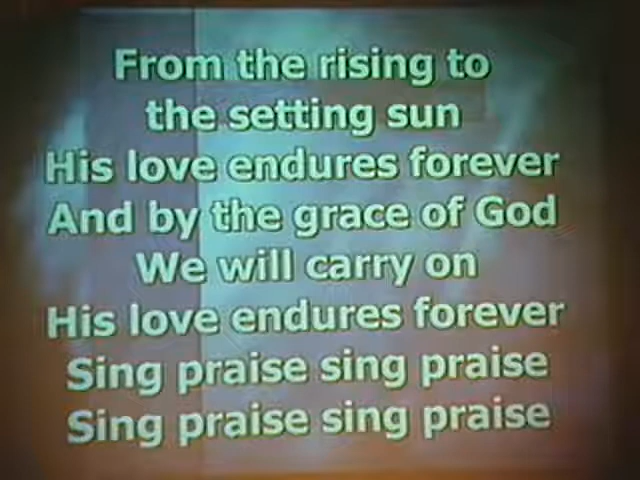 From the rising to
the setting sun
His love endures forever
And by the grace of God
We will carry on
His love endures forever
Sing praise sing praise
Sing praise sing praise